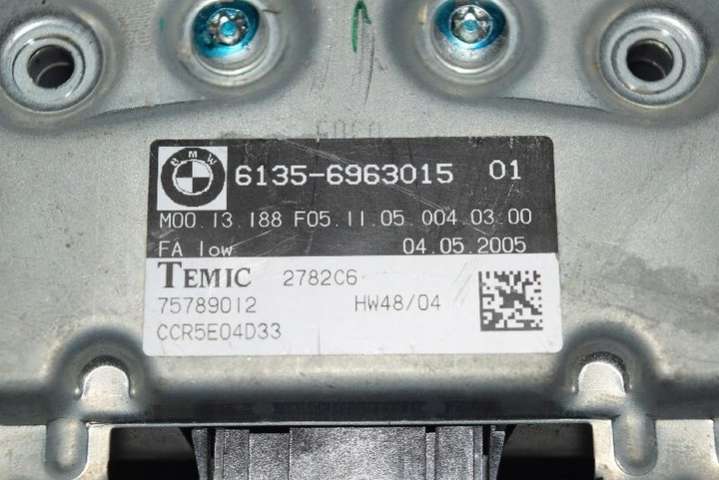 BMW
6135-6963015 01
M00.13.188 F05.11.05 004.03.00
FA low 04.05.2005
TEMIC 2782C6
75789012 HW48/04
CCR5E04D33